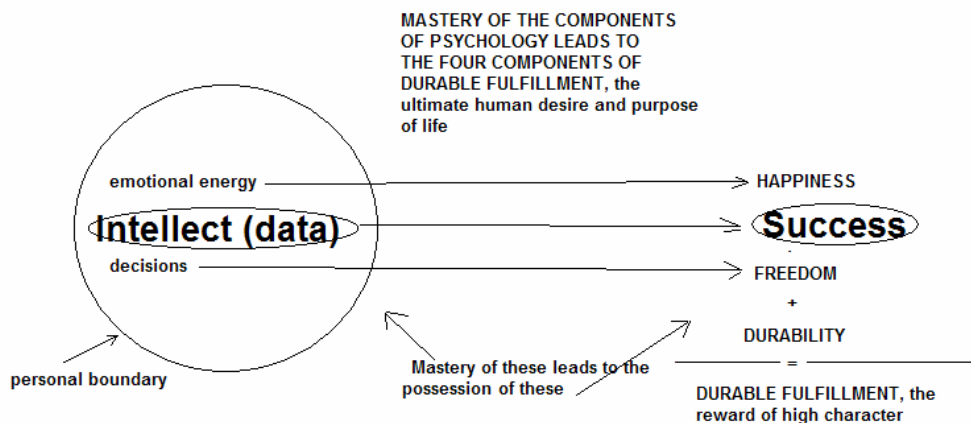 MASTERY OF THE COMPONENTS
OF PSYCHOLOGY LEADS TO
THE FOUR COMPONENTS OF
DURABLE FULFILLMENT, the
ultimate human desire and purpose
of life
emotional energy
HAPPINESS
Intellect (data)
Success
decisions
FREEDOM
+
DURABILITY
=
personal boundary
Mastery of these leads to the
possession of these
DURABLE FULFILLMENT, the
reward of high character